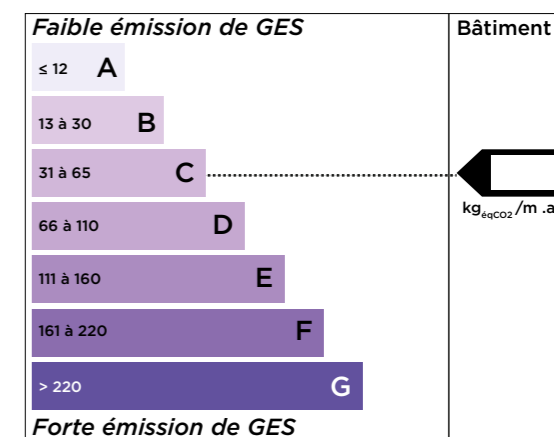 Faible émission de GES
Bâtiment
≤ 12 A
13 à 30 B
31 à 65 C
66 à 110 D
kgéqCO2/m .a
111 à 160 E
161 à 220 F
> 220 G
Forte émission de GES